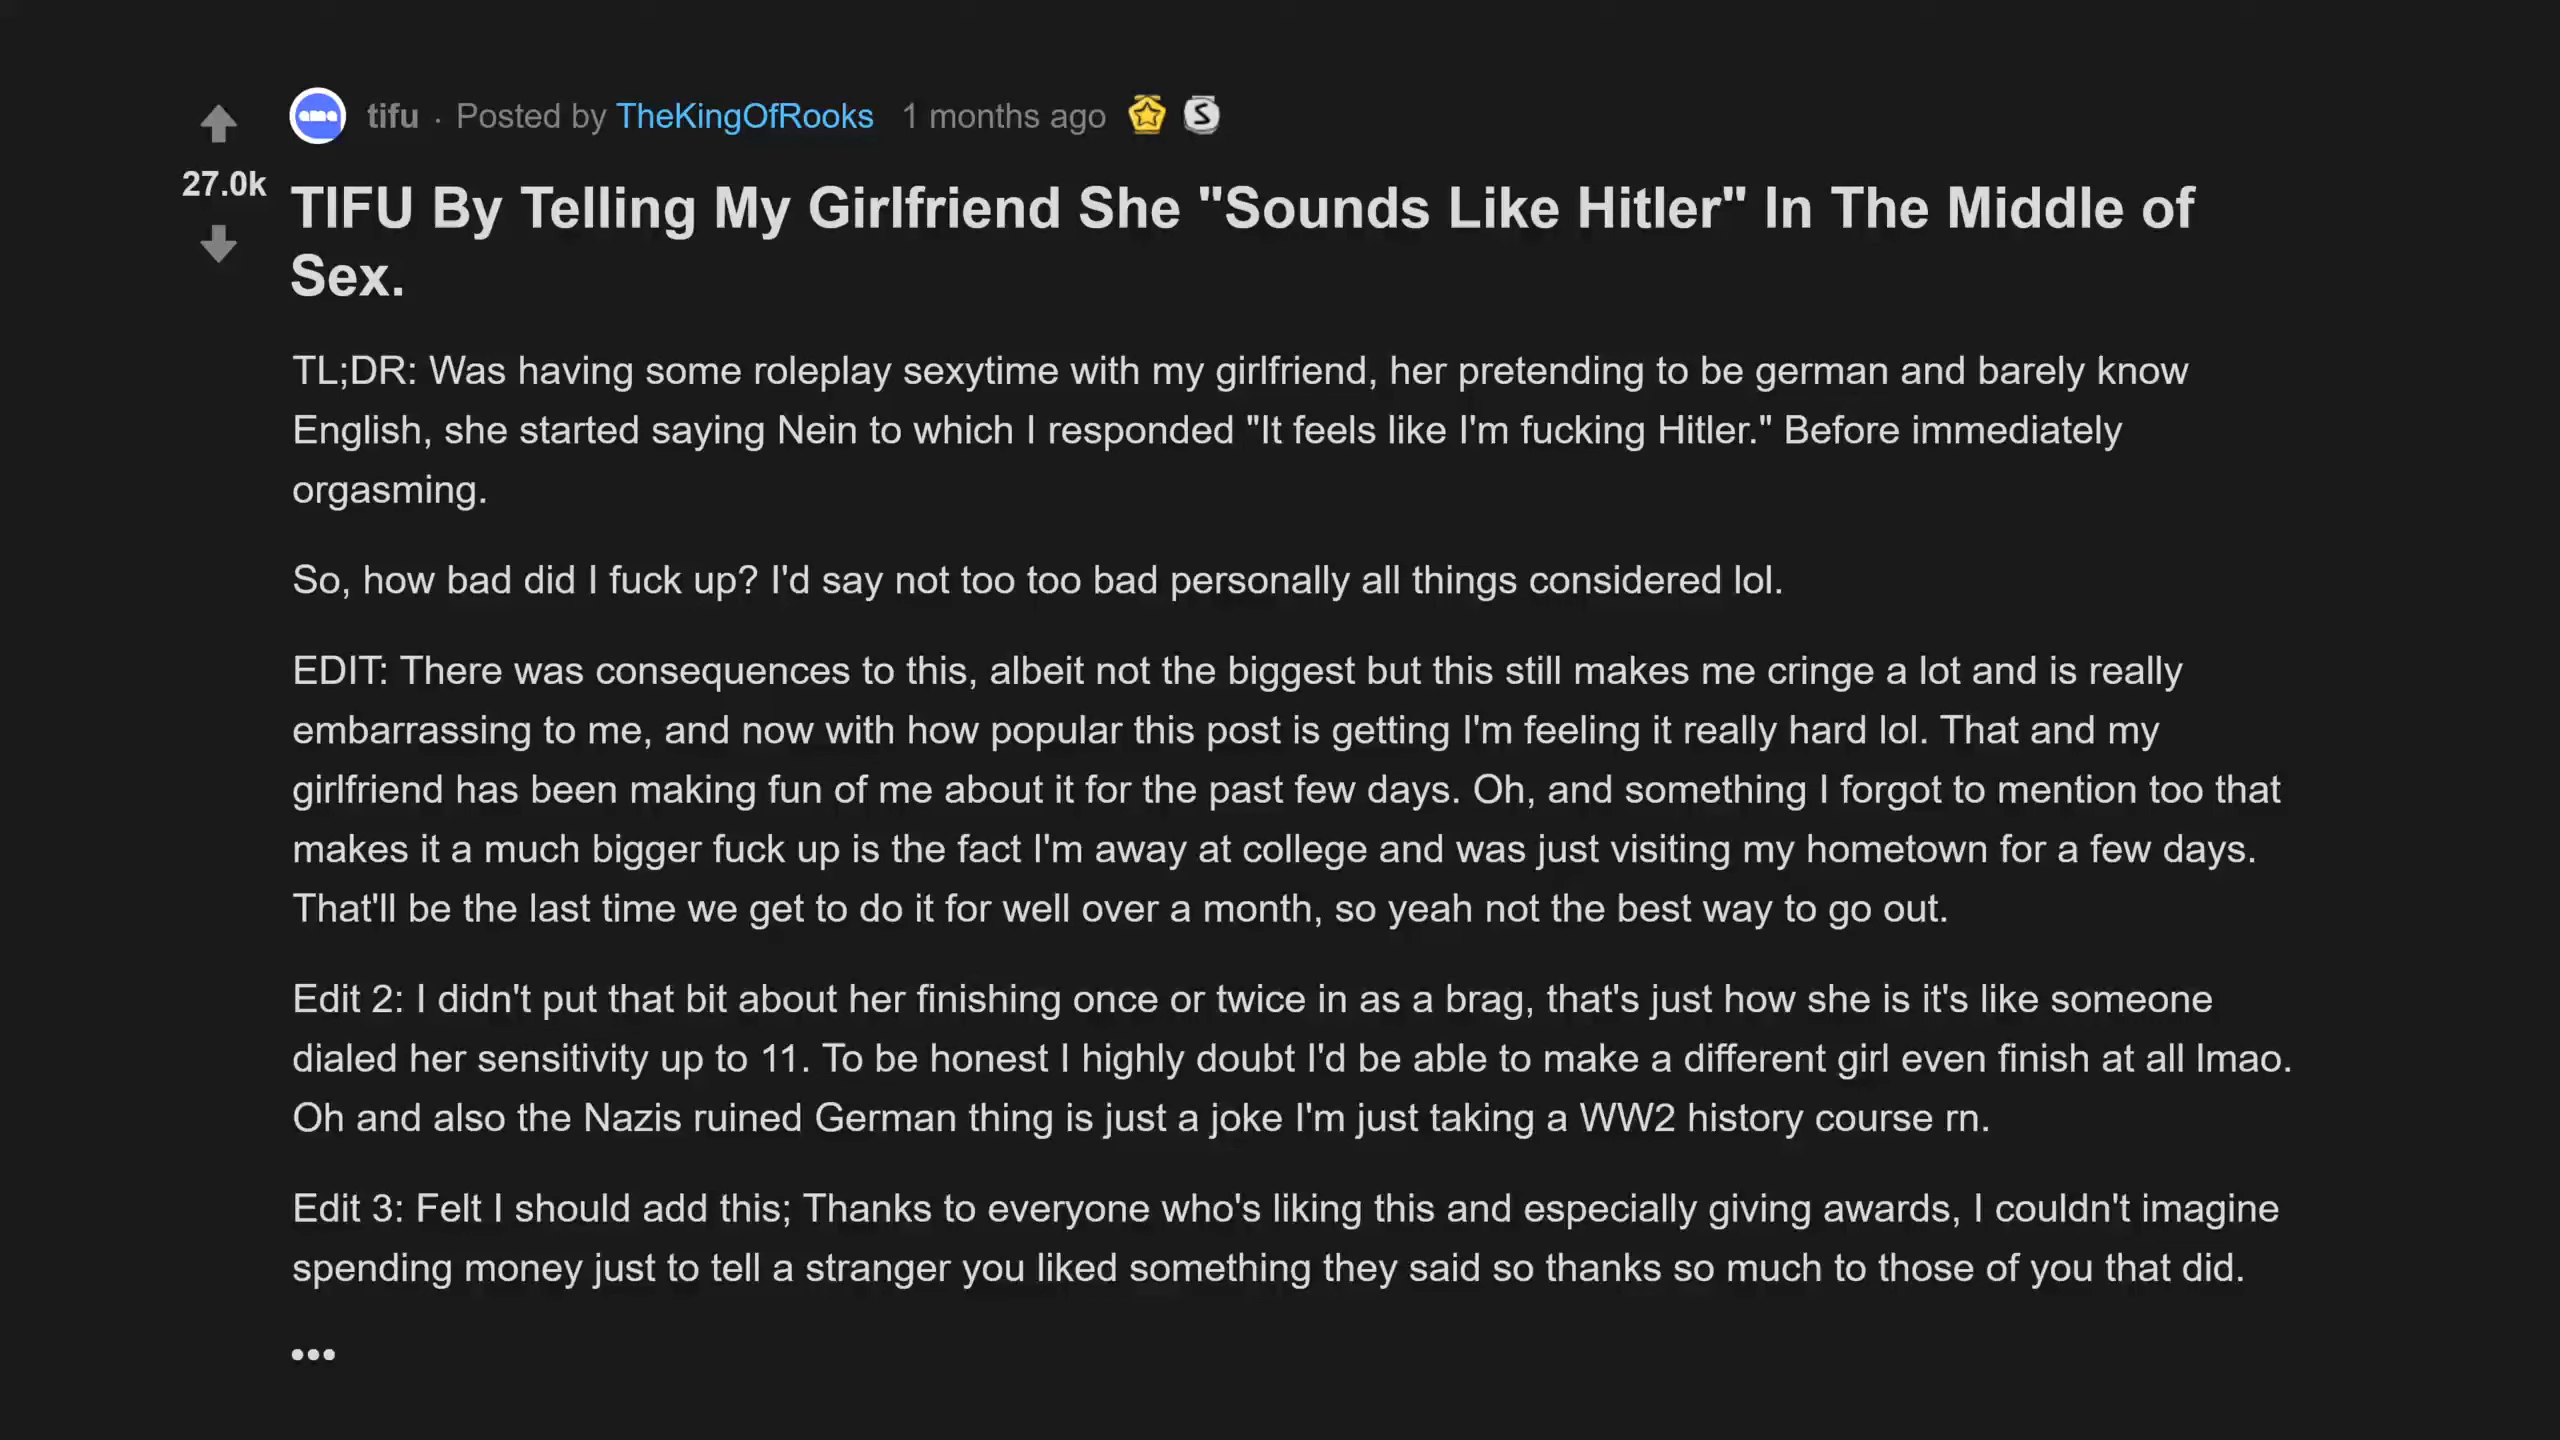 ama tifu · Posted by TheKingOfRooks 1 months ago S
27.0k
TIFU By Telling My Girlfriend She "Sounds Like Hitler" In The Middle of
Sex.
TL;DR: Was having some roleplay sexytime with my girlfriend, her pretending to be german and barely know
English, she started saying Nein to which I responded "It feels like I'm fucking Hitler." Before immediately
orgasming.
So, how bad did I fuck up? I'd say not too too bad personally all things considered lol.
EDIT: There was consequences to this, albeit not the biggest but this still makes me cringe a lot and is really
embarrassing to me, and now with how popular this post is getting I'm feeling it really hard lol. That and my
girlfriend has been making fun of me about it for the past few days. Oh, and something I forgot to mention too that
makes it a much bigger fuck up is the fact I'm away at college and was just visiting my hometown for a few days.
That'll be the last time we get to do it for well over a month, so yeah not the best way to go out.
Edit 2: I didn't put that bit about her finishing once or twice in as a brag, that's just how she is it's like someone
dialed her sensitivity up to 11. To be honest I highly doubt I'd be able to make a different girl even finish at all lmao.
Oh and also the Nazis ruined German thing is just a joke I'm just taking a WW2 history course rn.
Edit 3: Felt I should add this; Thanks to everyone who's liking this and especially giving awards, I couldn't imagine
spending money just to tell a stranger you liked something they said so thanks so much to those of you that did.
•••